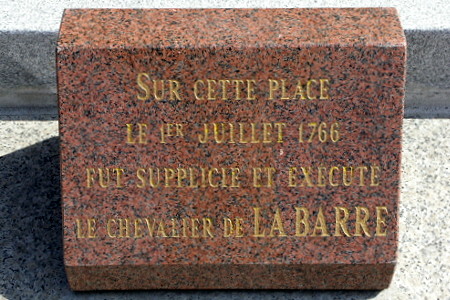 SUR CETTE PLACE
LE 1ER JUILLET 1766
FUT SUPPLICIE ET EXECUTE
LE CHEVALIER DE LA BARRE